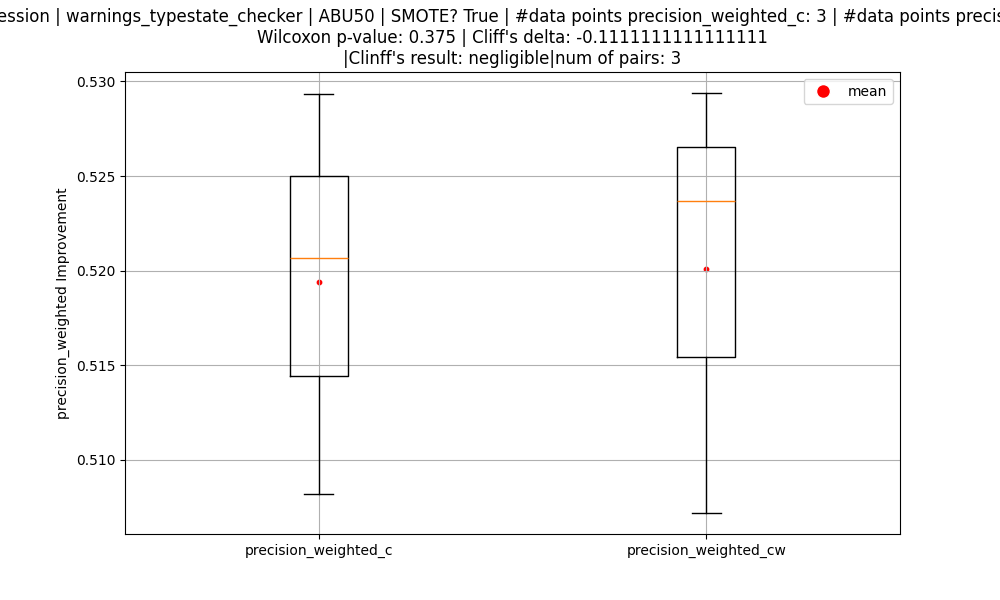 | warnings_typestate_checker | ABU50 | SMOTE? True | #data points precision_weighted_c: 3 | #data points
Wilcoxon p-value: 0.375 | Cliff's delta: -0.1111111111111111
|Clinff's result: negligible|num of pairs: 3
mean
0.530
0.525
0.520
0.515
0.510
precision_weighted Improvement
precision_weighted_c
precision_weighted_cw